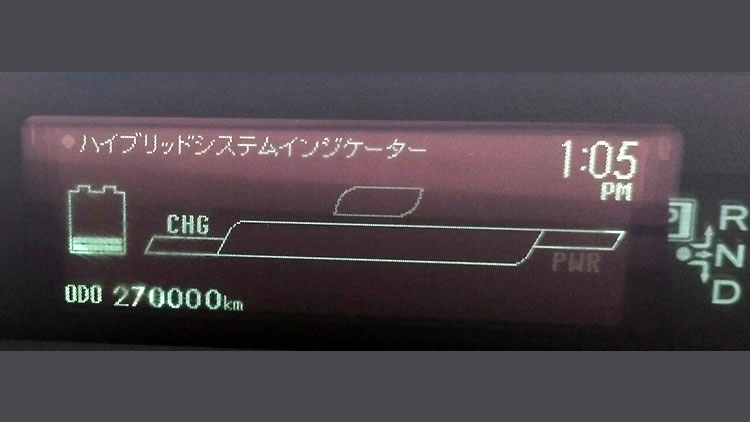 ハイブリッドシステムインジケーター
1:05
PM
CHG
PWR
ODO 270000km
P
R
N
D